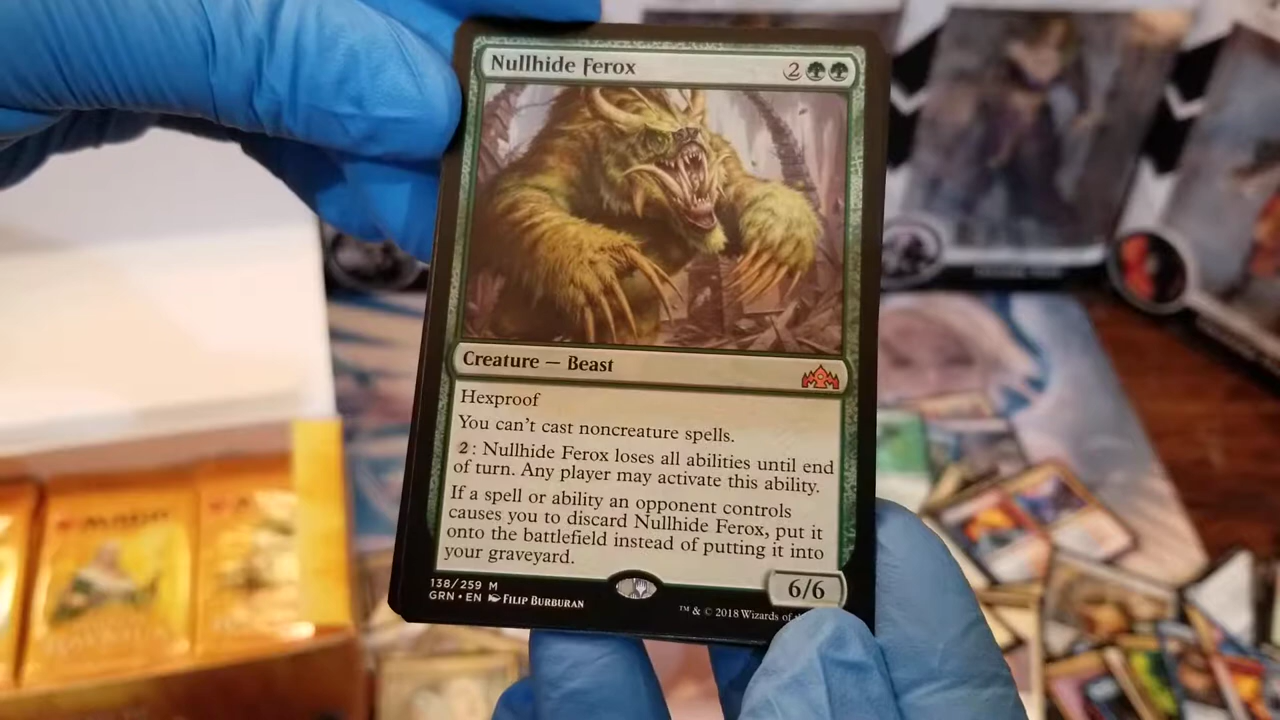 Nullhide Ferox 2
Creature — Beast
Hexproof
You can't cast noncreature spells.
2: Nullhide Ferox loses all abilities until end
of turn. Any player may activate this ability.
If a spell or ability an opponent controls
causes you to discard Nullhide Ferox, put it
onto the battlefield instead of putting it into
your graveyard.
6/6
138/259 M
GRN • EN Filip Burburan
™ & © 2018 Wizards of